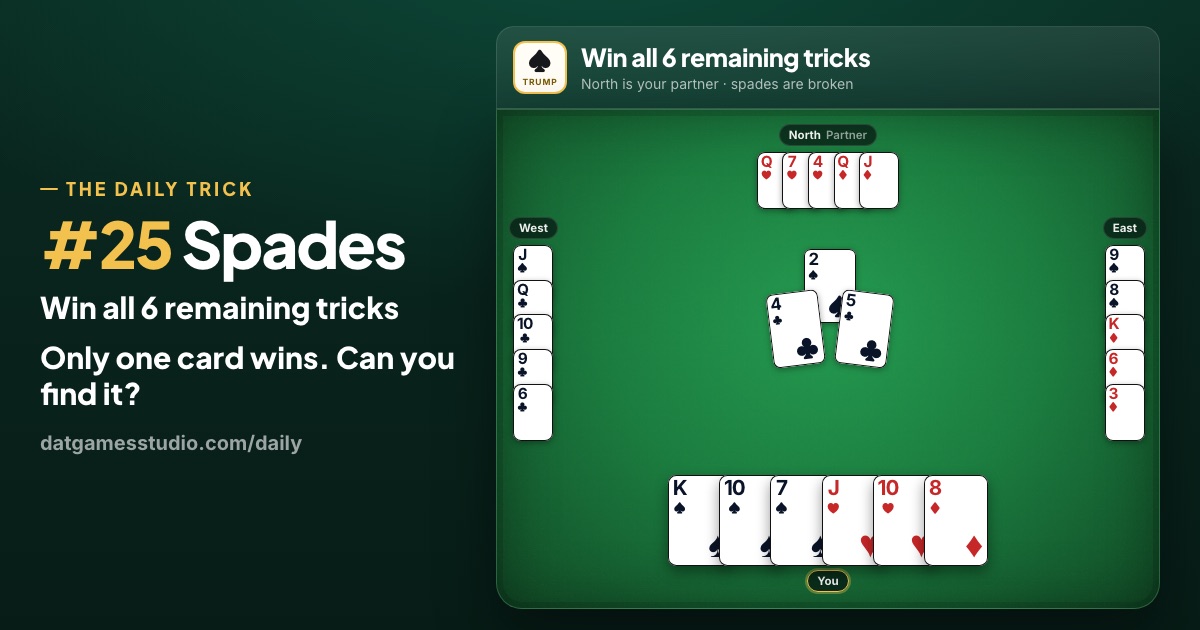 — THE DAILY TRICK
#25 Spades
Win all 6 remaining tricks
Only one card wins. Can you
find it?
datgamesstudio.com/daily
TRUMP
Win all 6 remaining tricks
North is your partner · spades are broken
North Partner
Q 7 4 Q J
West
J
Q
10
9
6
East
9
8
K
6
3
2
4 5
K 10 7 J 10 8
You